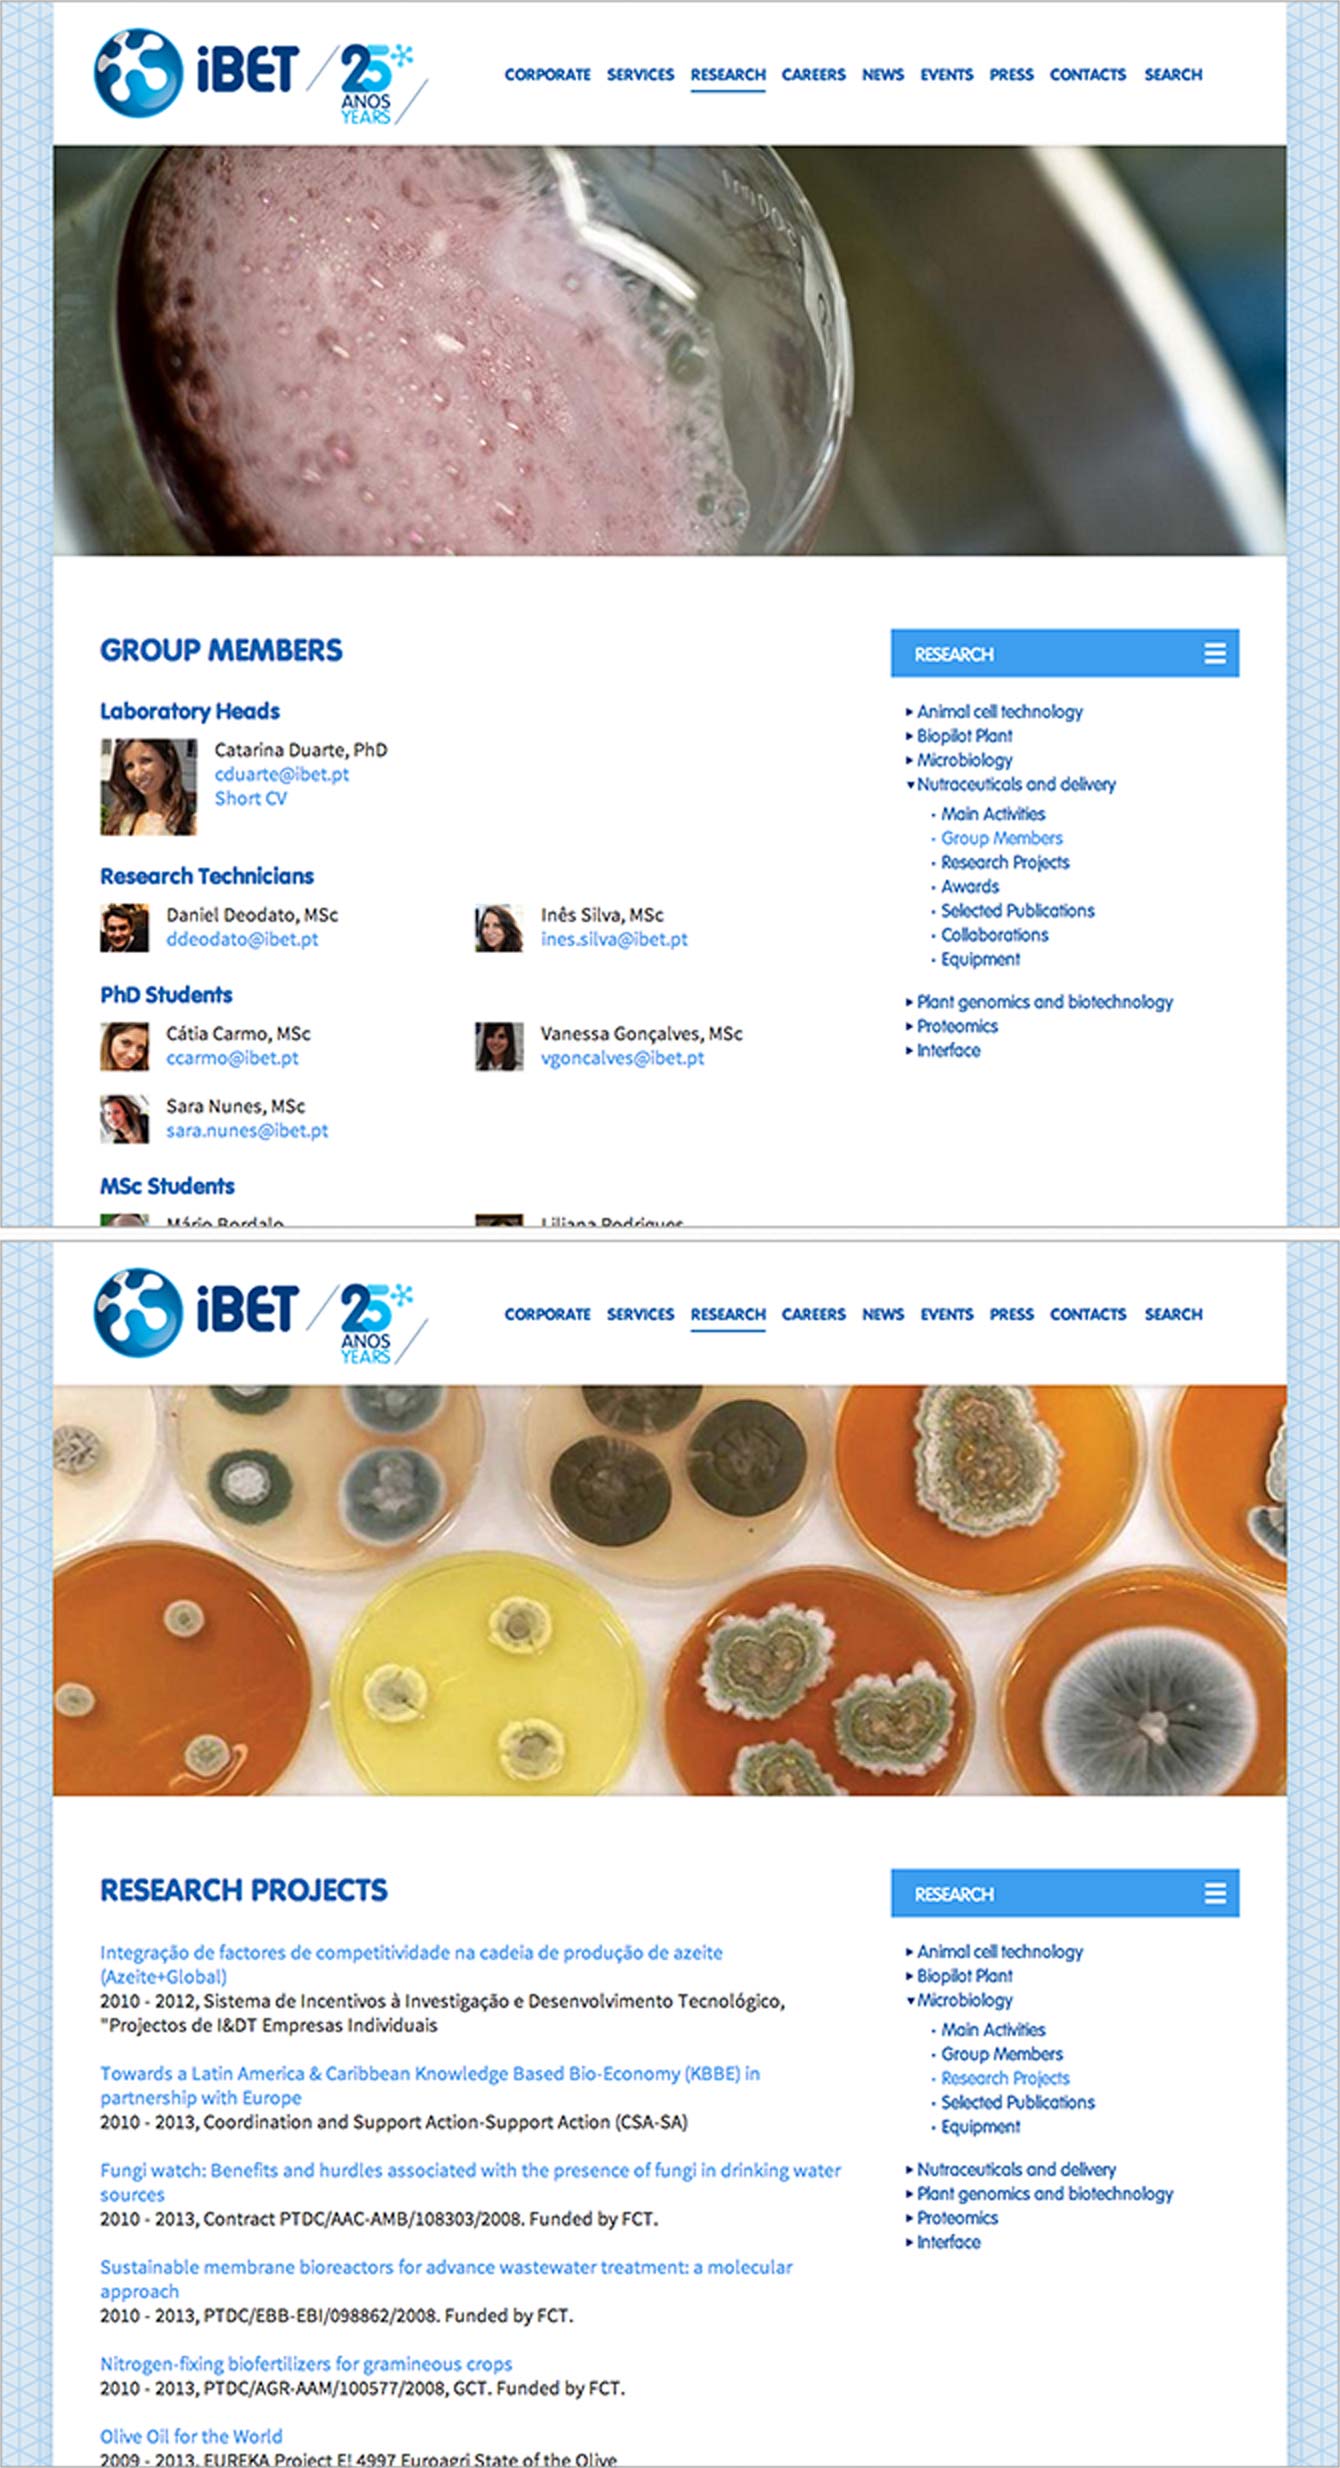 iBET
25
ANOS
YEARS
CORPORATE SERVICES RESEARCH CAREERS NEWS EVENTS PRESS CONTACTS SEARCH
GROUP MEMBERS
Laboratory Heads
Catarina Duarte, PhD
cduarte@ibet.pt
Short CV
Research Technicians
Daniel Deodato, MSc
ddeodato@ibet.pt
Inês Silva, MSc
ines.silva@ibet.pt
PhD Students
Cátia Carmo, MSc
ccarmo@ibet.pt
Vanessa Gonçalves, MSc
vgoncalves@ibet.pt
Sara Nunes, MSc
sara.nunes@ibet.pt
MSc Students
Mário Bordalo
Liliana Rodrigues
RESEARCH
Animal cell technology
Biopilot Plant
Microbiology
Nutraceuticals and delivery
- Main Activities
- Group Members
- Research Projects
- Awards
- Selected Publications
- Collaborations
- Equipment
Plant genomics and biotechnology
Proteomics
Interface
iBET
25
ANOS
YEARS
CORPORATE SERVICES RESEARCH CAREERS NEWS EVENTS PRESS CONTACTS SEARCH
RESEARCH PROJECTS
Integração de factores de competitividade na cadeia de produção de azeite
(Azeite+Global)
2010 - 2012, Sistema de Incentivos à Investigação e Desenvolvimento Tecnológico,
"Projectos de I&DT Empresas Individuais
Towards a Latin America & Caribbean Knowledge Based Bio-Economy (KBBE) in
partnership with Europe
2010 - 2013, Coordination and Support Action-Support Action (CSA-SA)
Fungi watch: Benefits and hurdles associated with the presence of fungi in drinking water
sources
2010 - 2013, Contract PTDC/AAC-AMB/108303/2008. Funded by FCT.
Sustainable membrane bioreactors for advance wastewater treatment: a molecular
approach
2010 - 2013, PTDC/EBB-EBI/098862/2008. Funded by FCT.
Nitrogen-fixing biofertilizers for gramineous crops
2010 - 2013, PTDC/AGR-AAM/100577/2008, GCT. Funded by FCT.
Olive Oil for the World
2009 - 2013, EUREKA Project E! 4997 Euroagri State of the Olive
RESEARCH
Animal cell technology
Biopilot Plant
Microbiology
- Main Activities
- Group Members
- Research Projects
- Selected Publications
- Equipment
Nutraceuticals and delivery
Plant genomics and biotechnology
Proteomics
Interface